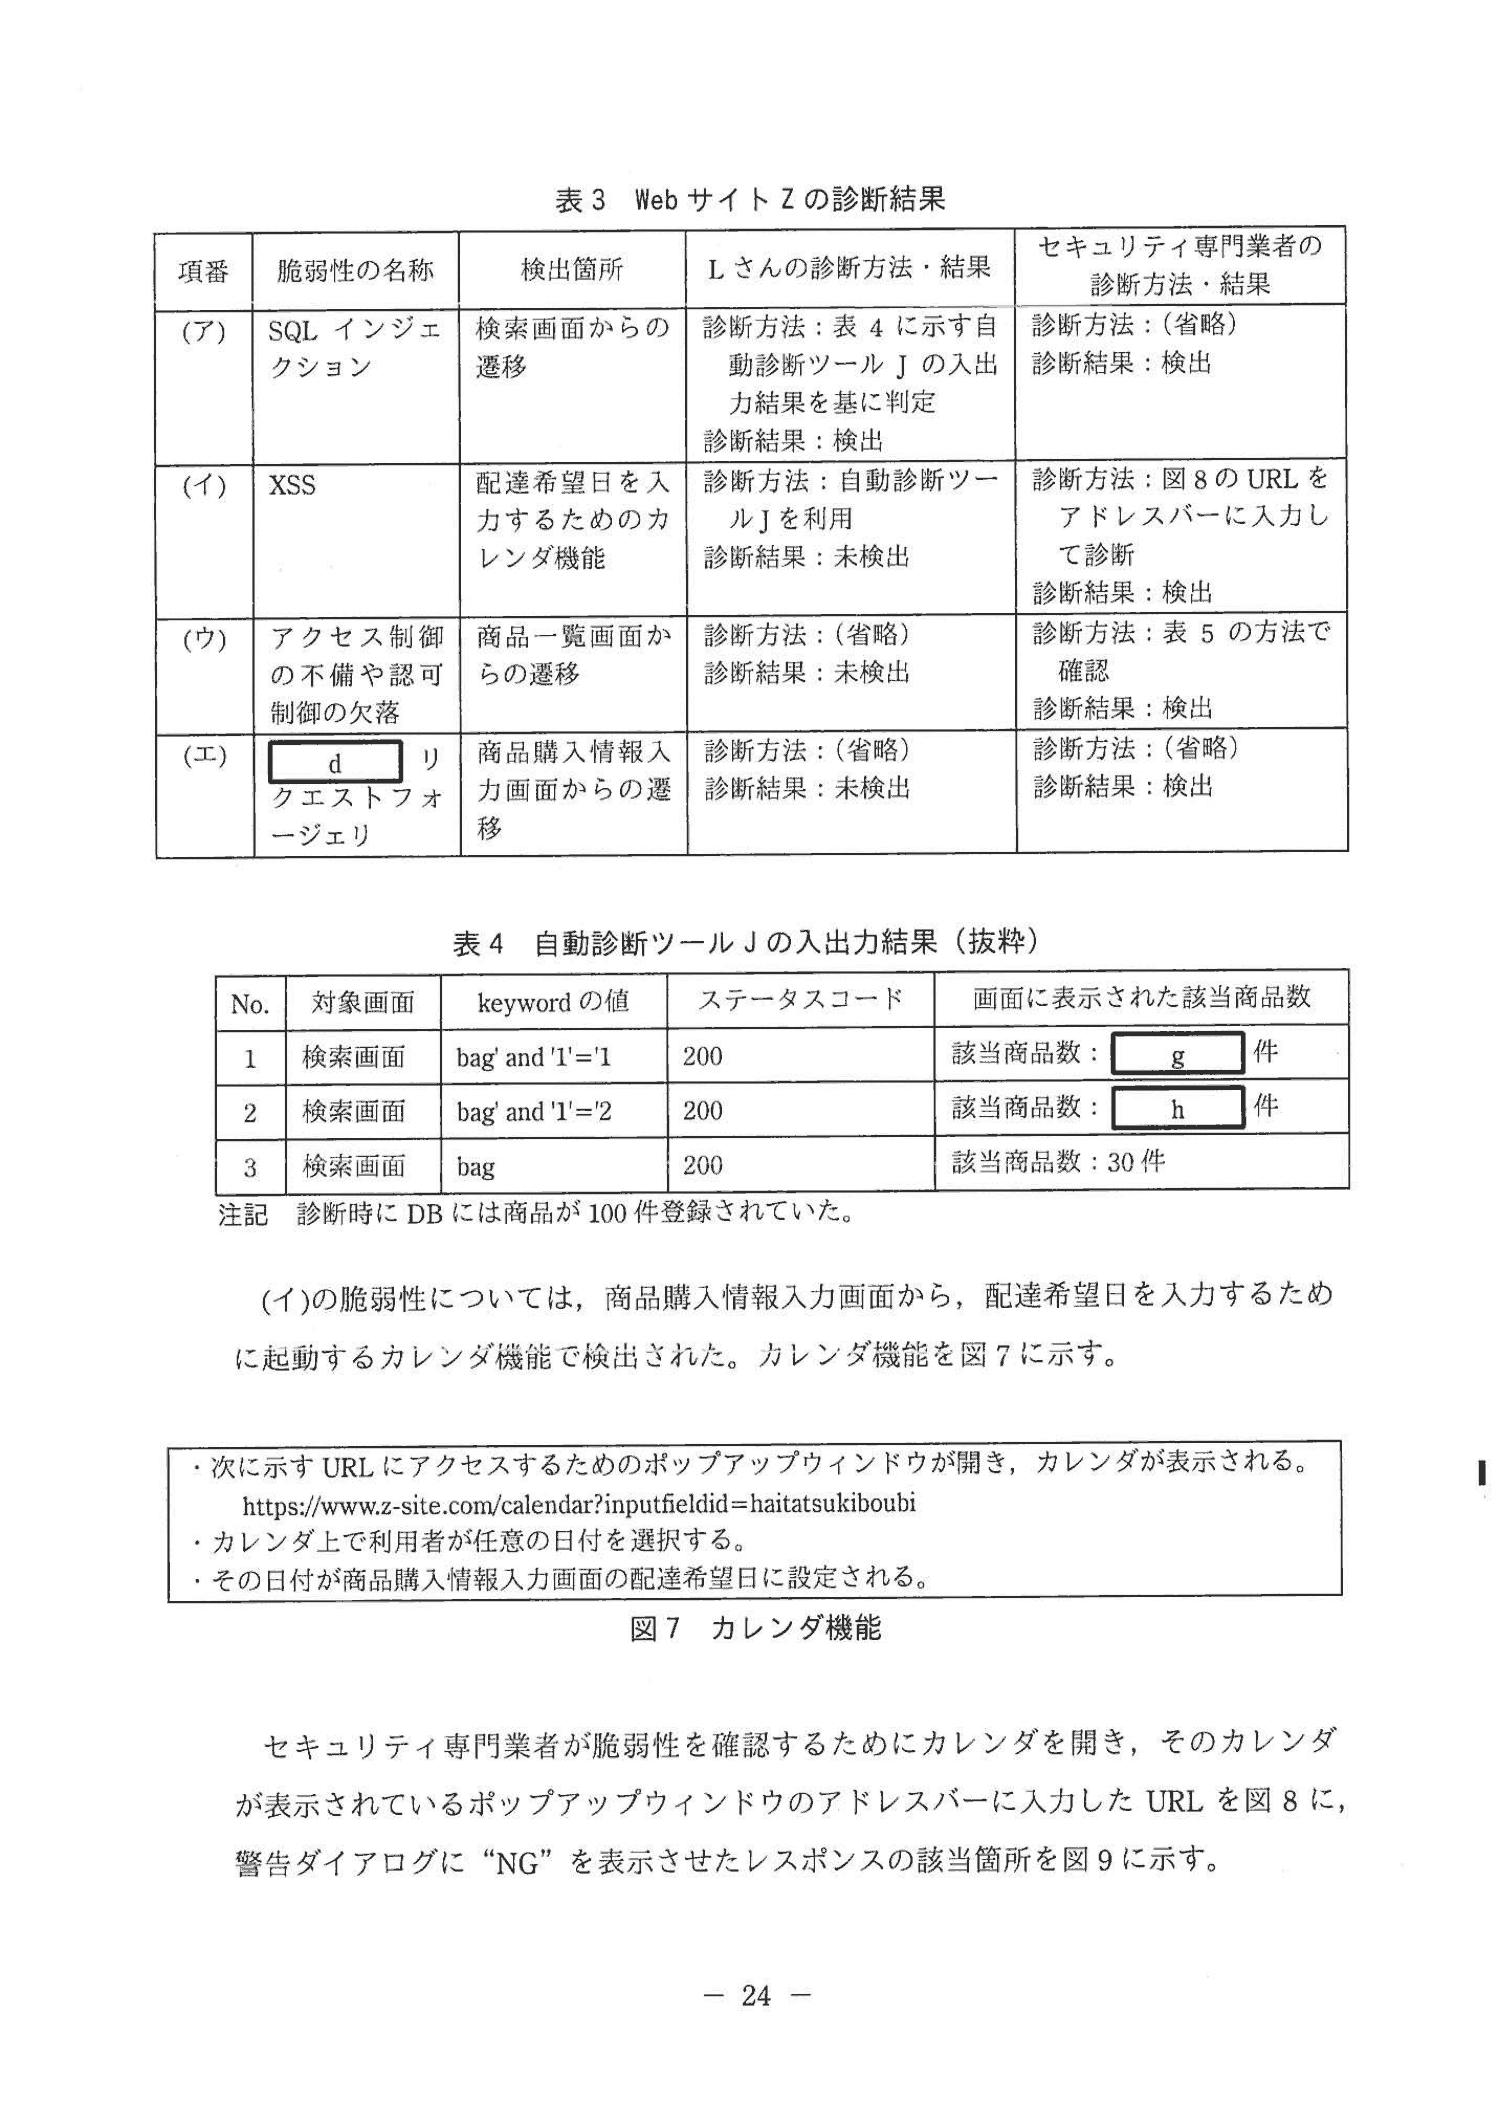 表3 Web サイト Z の診断結果
項番 脆弱性の名称 検出箇所 L さんの診断方法・結果 セキュリティ専門業者の診断方法・結果
(ア) SQL インジェクション 検索画面からの遷移 診断方法：表 4 に示す自動診断ツール J の入出力結果を基に判定 診断結果：検出 診断方法：（省略） 診断結果：検出
(イ) XSS 配達希望日を入力するためのカレンダ機能 診断方法：自動診断ツール J を利用 診断結果：未検出 診断方法：図 8 の URL をアドレスバーに入力して診断 診断結果：検出
(ウ) アクセス制御の不備や認可制御の欠落 商品一覧画面からの遷移 診断方法：（省略） 診断結果：未検出 診断方法：表 5 の方法で確認 診断結果：検出
(エ) d リクエストフォージェリ 商品購入情報入力画面からの遷移 診断方法：（省略） 診断結果：未検出 診断方法：（省略） 診断結果：検出
表4 自動診断ツール J の入出力結果（抜粋）
No. 対象画面 keyword の値 ステータスコード 画面に表示された該当商品数
1 検索画面 bag' and '1'='1 200 該当商品数： g 件
2 検索画面 bag' and '1'='2 200 該当商品数： h 件
3 検索画面 bag 200 該当商品数：30 件
注記 診断時に DB には商品が 100 件登録されていた。
(イ)の脆弱性については，商品購入情報入力画面から，配達希望日を入力するため
に起動するカレンダ機能で検出された。カレンダ機能を図 7 に示す。
・次に示す URL にアクセスするためのポップアップウィンドウが開き，カレンダが表示される。
https://www.z-site.com/calendar?inputfieldid=haitatsukiboubi
・カレンダ上で利用者が任意の日付を選択する。
・その日付が商品購入情報入力画面の配達希望日に設定される。
図7 カレンダ機能
セキュリティ専門業者が脆弱性を確認するためにカレンダを開き，そのカレンダ
が表示されているポップアップウィンドウのアドレスバーに入力した URL を図 8 に，
警告ダイアログに “NG” を表示させたレスポンスの該当箇所を図 9 に示す。
－ 24 －